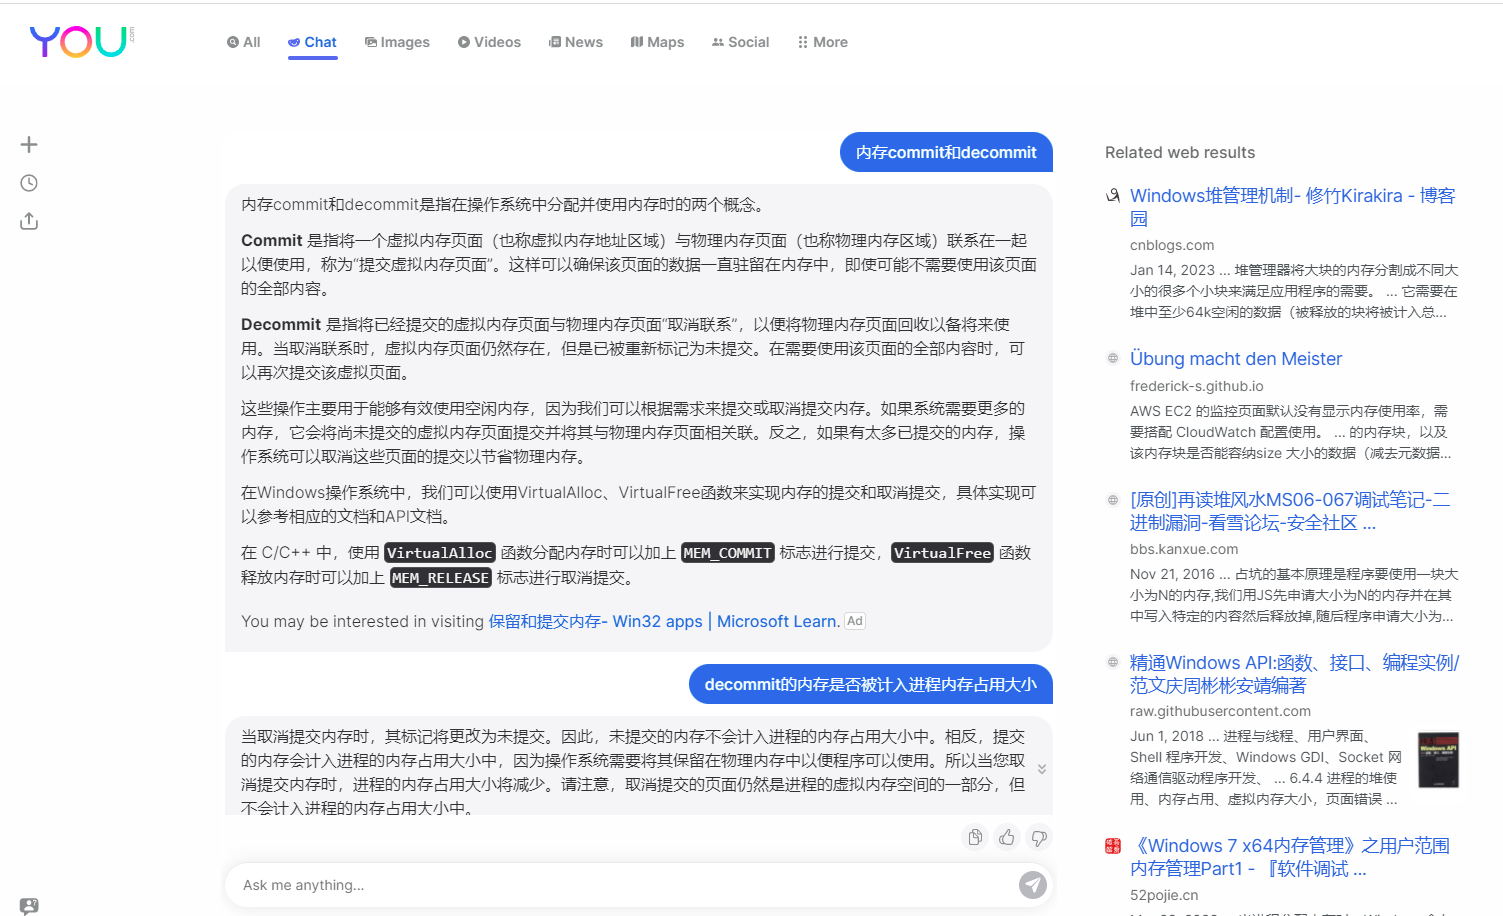 YOU.com
All
Chat
Images
Videos
News
Maps
Social
More
内存commit和decommit
内存commit和decommit是指在操作系统中分配并使用内存时的两个概念。
Commit 是指将一个虚拟内存页面（也称虚拟内存地址区域）与物理内存页面（也称物理内存区域）联系在一起
以便使用，称为“提交虚拟内存页面”。这样可以确保该页面的数据一直驻留在内存中，即使可能不需要使用该页面
的全部内容。
Decommit 是指将已经提交的虚拟内存页面与物理内存页面“取消联系”，以便将物理内存页面回收以备将来使
用。当取消联系时，虚拟内存页面仍然存在，但是已被重新标记为未提交。在需要使用该页面的全部内容时，可
以再次提交该虚拟页面。
这些操作主要用于能够有效使用空闲内存，因为我们可以根据需求来提交或取消提交内存。如果系统需要更多的
内存，它会将尚未提交的虚拟内存页面提交并将其与物理内存页面相关联。反之，如果有太多已提交的内存，操
作系统可以取消这些页面的提交以节省物理内存。
在Windows操作系统中，我们可以使用VirtualAlloc、VirtualFree函数来实现内存的提交和取消提交，具体实现可
以参考相应的文档和API文档。
在 C/C++ 中，使用 VirtualAlloc 函数分配内存时可以加上 MEM_COMMIT 标志进行提交，VirtualFree 函数
释放内存时可以加上 MEM_RELEASE 标志进行取消提交。
You may be interested in visiting 保留和提交内存- Win32 apps | Microsoft Learn. Ad
decommit的内存是否被计入进程内存占用大小
当取消提交内存时，其标记将更改为未提交。因此，未提交的内存不会计入进程的内存占用大小中。相反，提交
的内存会计入进程的内存占用大小中，因为操作系统需要将其保留在物理内存中以便程序可以使用。所以当您取
消提交内存时，进程的内存占用大小将减少。请注意，取消提交的页面仍然是进程的虚拟内存空间的一部分，但
不会计入进程的内存占用大小中。
Ask me anything...
Related web results
Windows堆管理机制- 修竹Kirakira - 博客
园
cnblogs.com
Jan 14, 2023 ... 堆管理器将大块的内存分割成不同大
小的很多个小块来满足应用程序的需要。 ... 它需要在
堆中至少64k空闲的数据（被释放的块将被计入总...
Übung macht den Meister
frederick-s.github.io
AWS EC2 的监控页面默认没有显示内存使用率，需
要搭配 CloudWatch 配置使用。 ... 的内存块，以及
该内存块是否能容纳size 大小的数据（减去元数据...
[原创]再读堆风水MS06-067调试笔记-二
进制漏洞-看雪论坛-安全社区 ...
bbs.kanxue.com
Nov 21, 2016 ... 占坑的基本原理是程序要使用一块大
小为N的内存,我们用JS先申请大小为N的内存并在其
中写入特定的内容然后释放掉,随后程序申请大小为...
精通Windows API:函数、接口、编程实例/
范文庆周彬彬安靖编著
raw.githubusercontent.com
Jun 1, 2018 ... 进程与线程、用户界面、
Shell 程序开发、Windows GDI、Socket 网
络通信驱动程序开发、 ... 6.4.4 进程的堆使
用、内存占用、虚拟内存大小，页面错误 ...
Windows API
《Windows 7 x64内存管理》之用户范围
内存管理Part1 - 『软件调试 ...
52pojie.cn